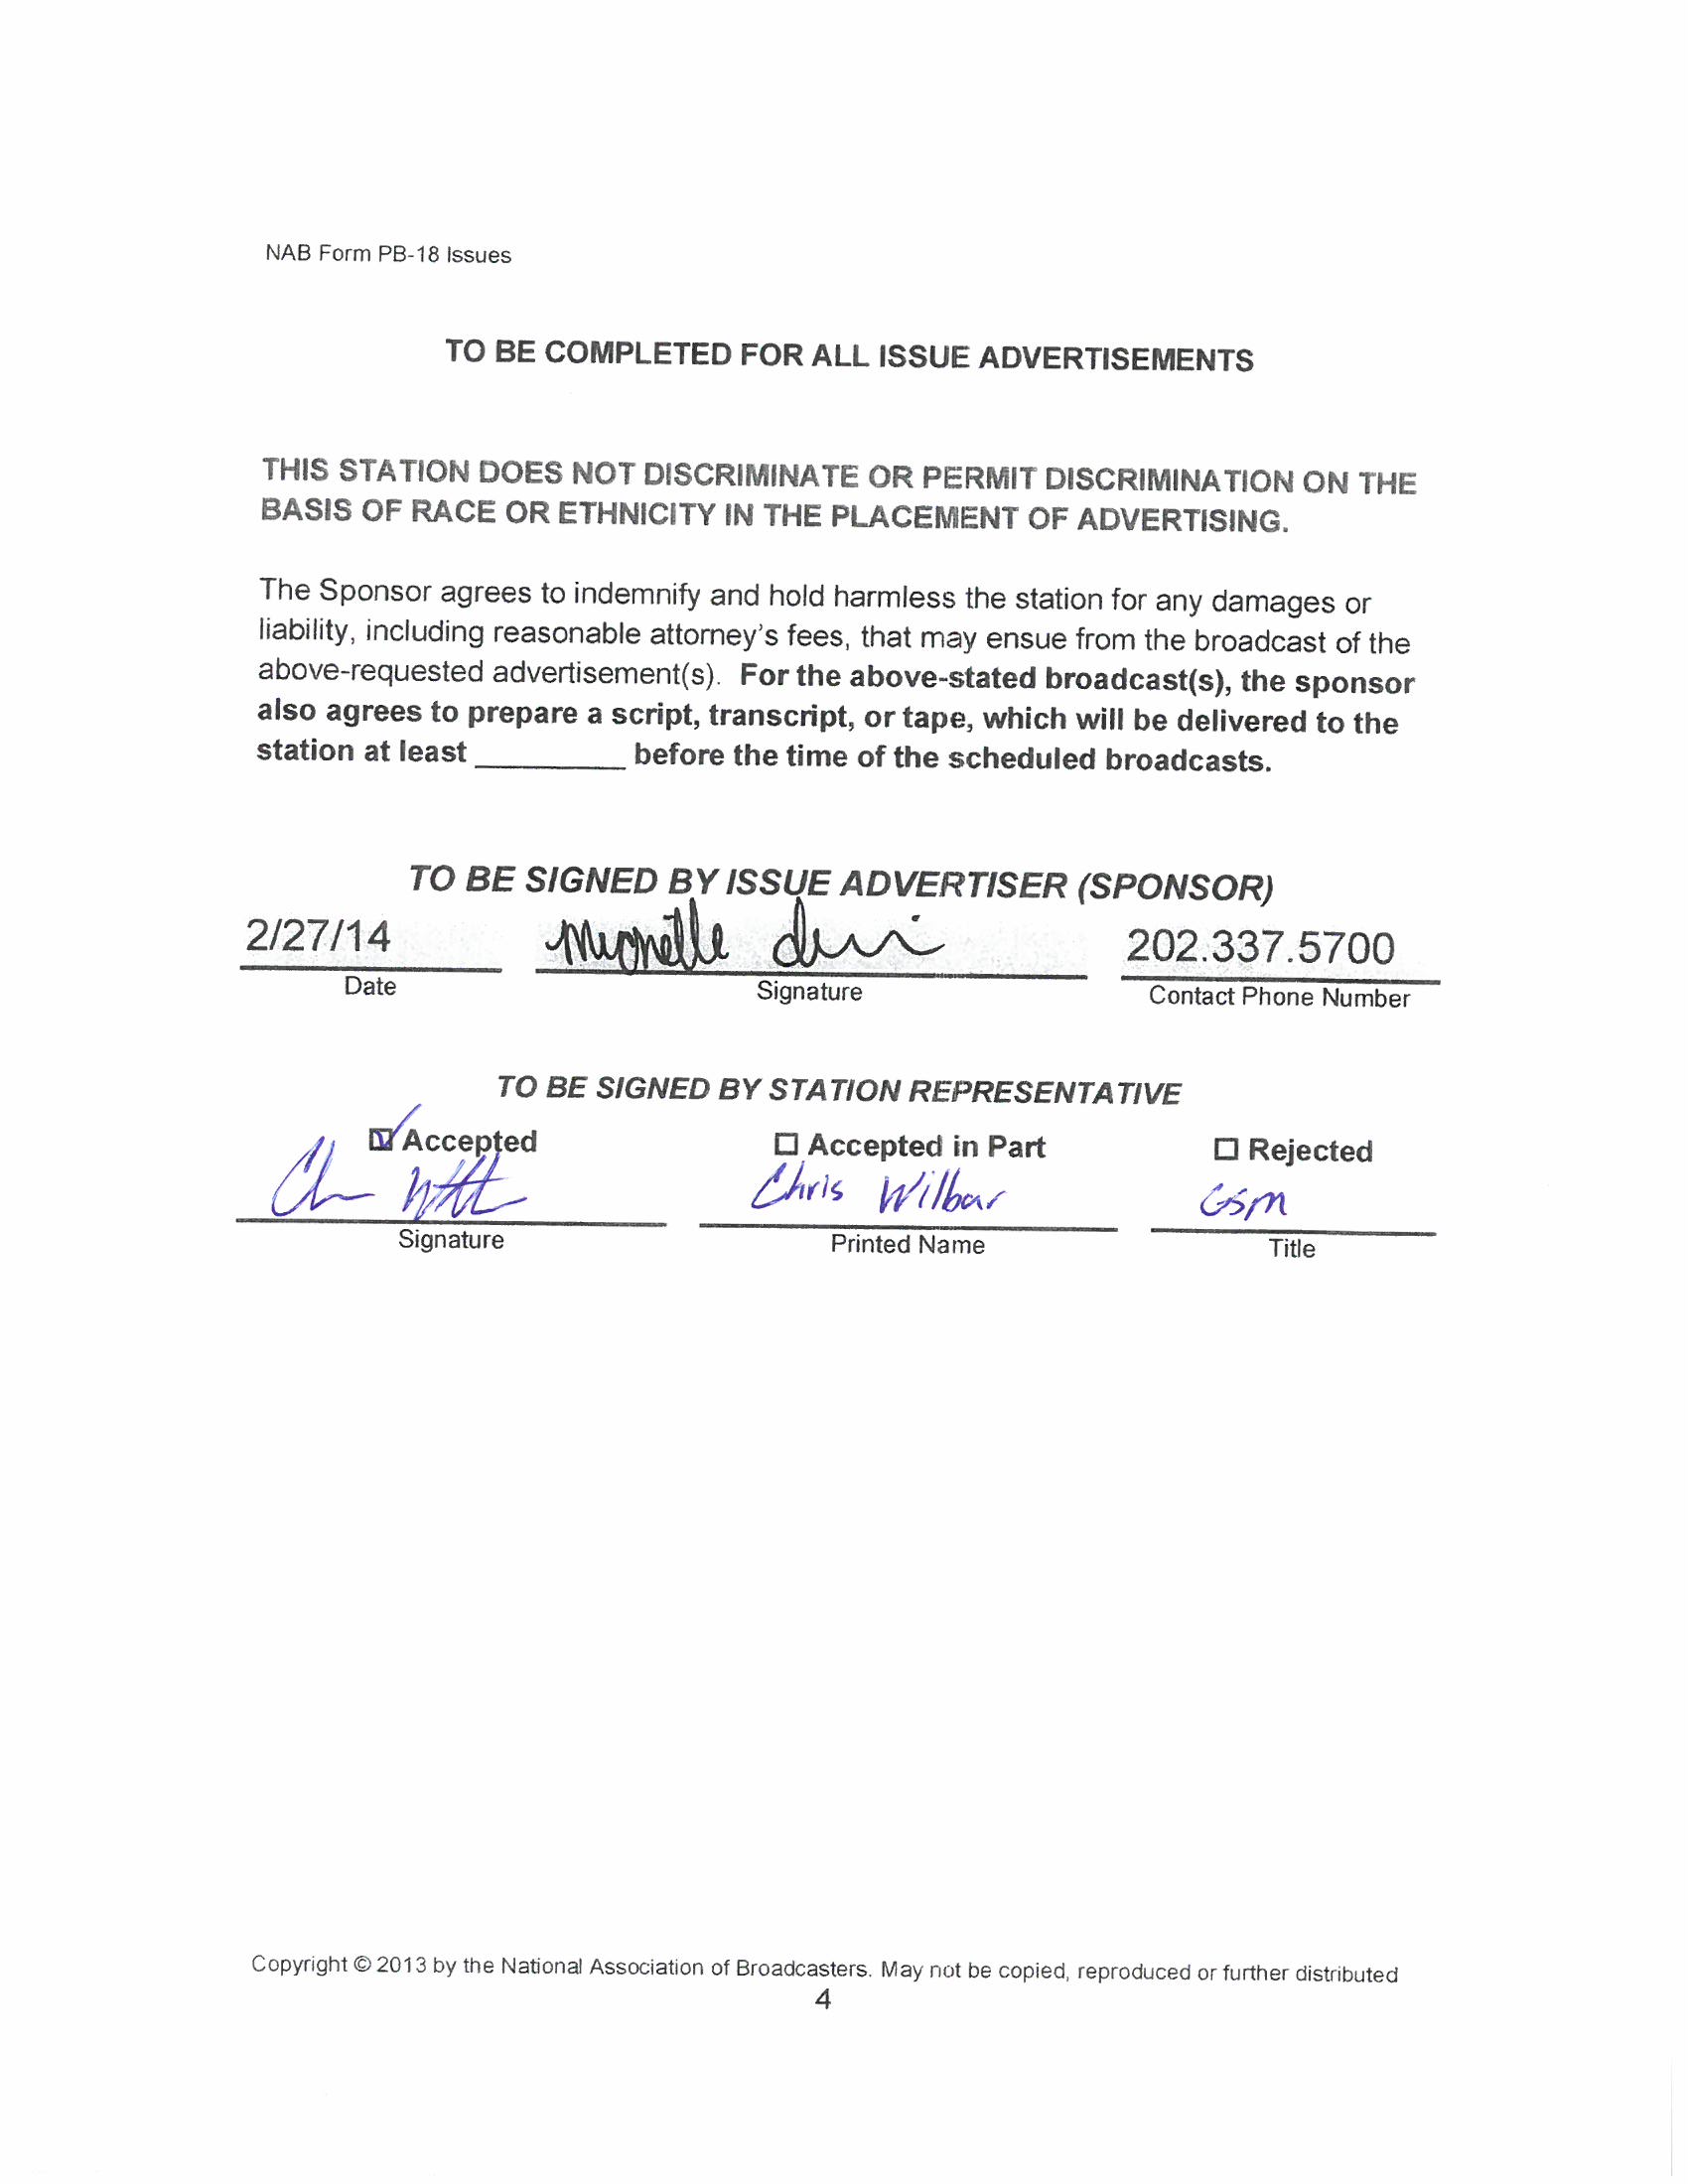 NAB Form PB-18 Issues
TO BE COMPLETED FOR ALL ISSUE ADVERTISEMENTS
THIS STATION DOES NOT DISCRIMINATE OR PERMIT DISCRIMINATION ON THE
BASIS OF RACE OR ETHNICITY IN THE PLACEMENT OF ADVERTISING.
The Sponsor agrees to indemnify and hold harmless the station for any damages or
liability, including reasonable attorney's fees, that may ensue from the broadcast of the
above-requested advertisement(s). For the above-stated broadcast(s), the sponsor
also agrees to prepare a script, transcript, or tape, which will be delivered to the
station at least _________ before the time of the scheduled broadcasts.
TO BE SIGNED BY ISSUE ADVERTISER (SPONSOR)
2/27/14 Michelle 202.337.5700
Date Signature Contact Phone Number
TO BE SIGNED BY STATION REPRESENTATIVE
☑ Accepted ☐ Accepted in Part ☐ Rejected
Chris Wilbar GSM
Signature Printed Name Title
Copyright © 2013 by the National Association of Broadcasters. May not be copied, reproduced or further distributed
4